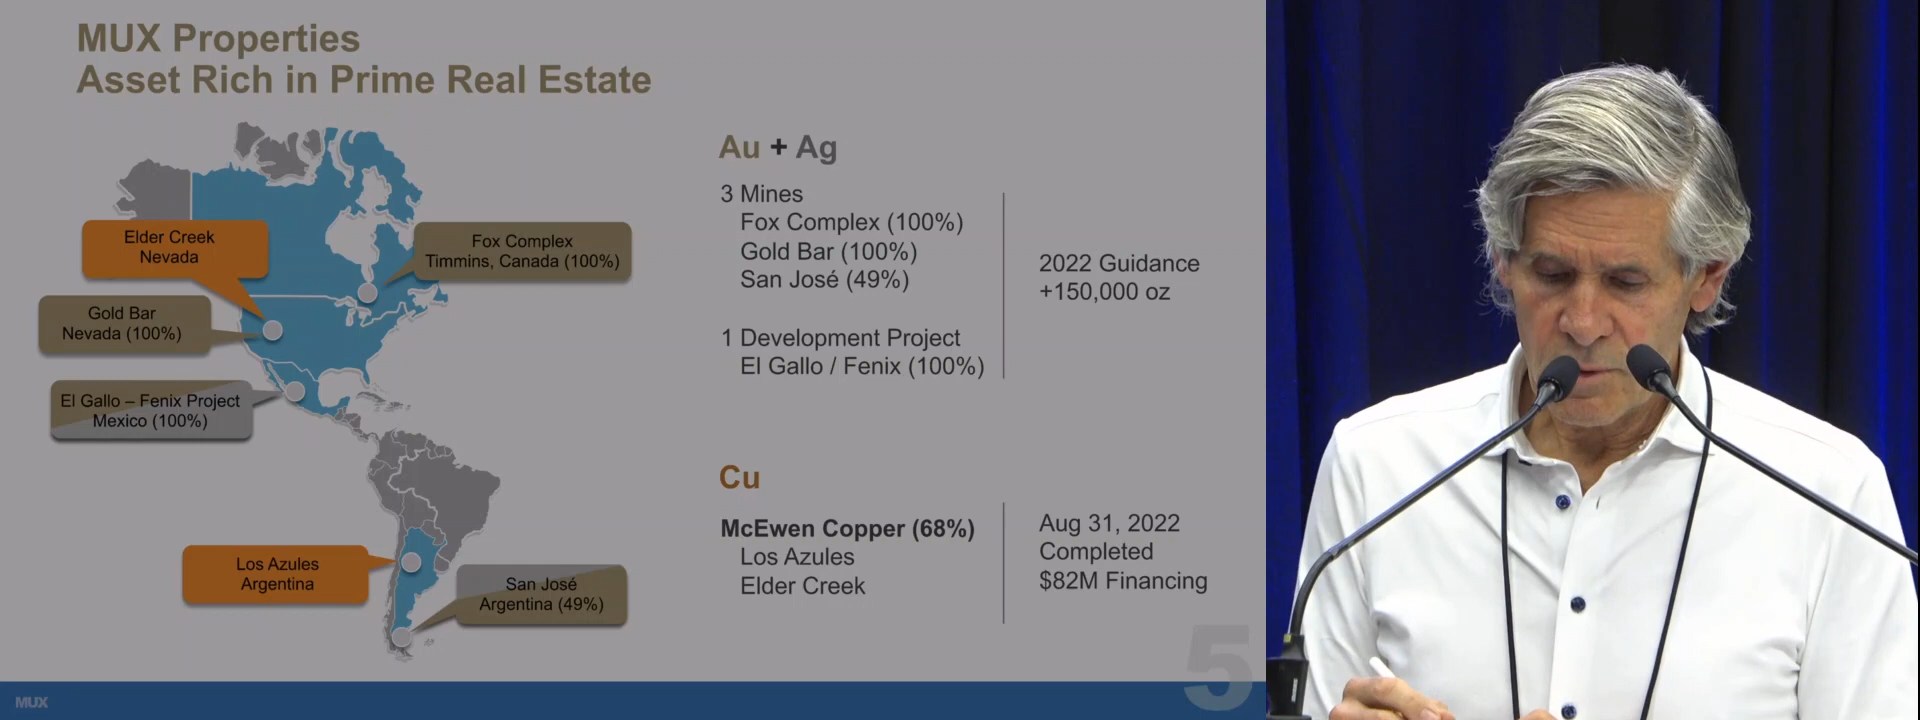 MUX Properties
Asset Rich in Prime Real Estate
Elder Creek
Nevada
Fox Complex
Timmins, Canada (100%)
Gold Bar
Nevada (100%)
El Gallo – Fenix Project
Mexico (100%)
Los Azules
Argentina
San José
Argentina (49%)
Au + Ag
3 Mines
Fox Complex (100%)
Gold Bar (100%)
San José (49%)
1 Development Project
El Gallo / Fenix (100%)
2022 Guidance
+150,000 oz
Cu
McEwen Copper (68%)
Los Azules
Elder Creek
Aug 31, 2022
Completed
$82M Financing
MUX
5